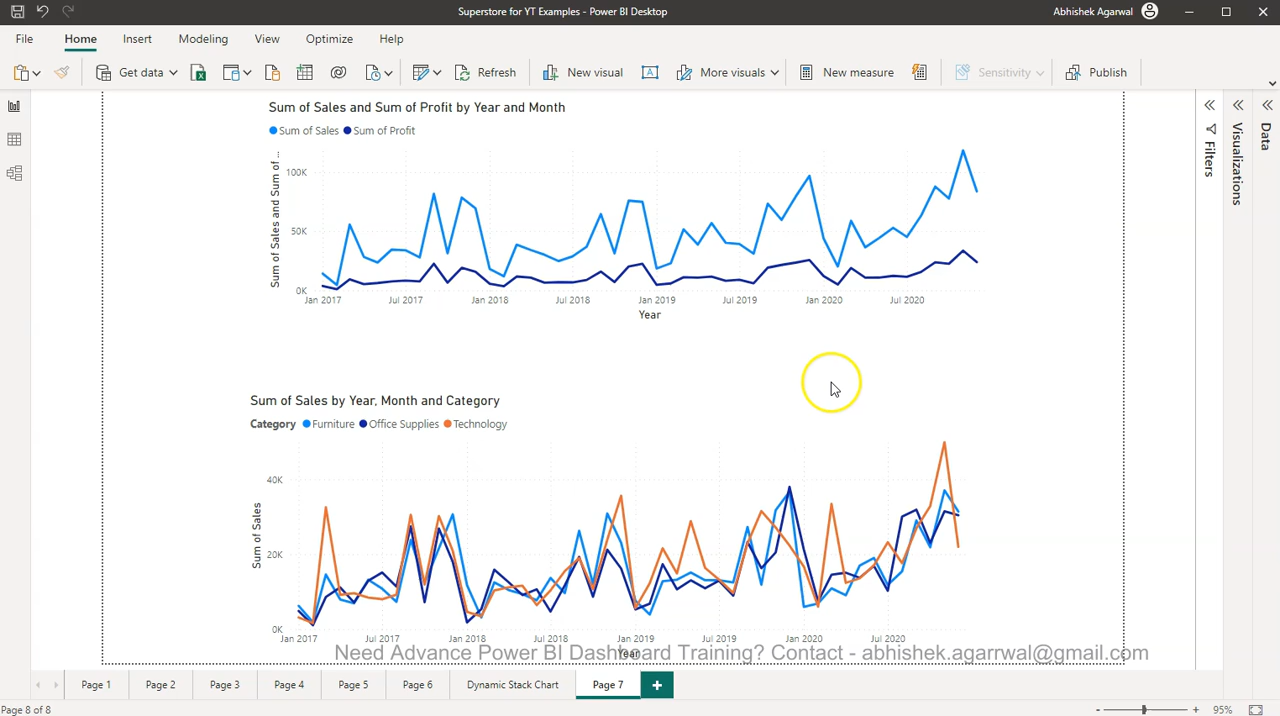 Superstore for YT Examples - Power BI Desktop
Abhishek Agarwal
File Home Insert Modeling View Optimize Help
Get data Refresh New visual More visuals New measure Sensitivity Publish
Sum of Sales and Sum of Profit by Year and Month
Sum of Sales Sum of Profit
Sum of Sales and Sum of ...
100K
50K
0K
Jan 2017 Jul 2017 Jan 2018 Jul 2018 Jan 2019 Jul 2019 Jan 2020 Jul 2020
Year
Sum of Sales by Year, Month and Category
Category Furniture Office Supplies Technology
Sum of Sales
40K
20K
0K
Jan 2017 Jul 2017 Jan 2018 Jul 2018 Jan 2019 Jul 2019 Jan 2020 Jul 2020
Year
Need Advance Power BI Dashboard Training? Contact - abhishek.agarrwal@gmail.com
Filters
Visualizations
Data
Page 1 Page 2 Page 3 Page 4 Page 5 Page 6 Dynamic Stack Chart Page 7
Page 8 of 8
95%